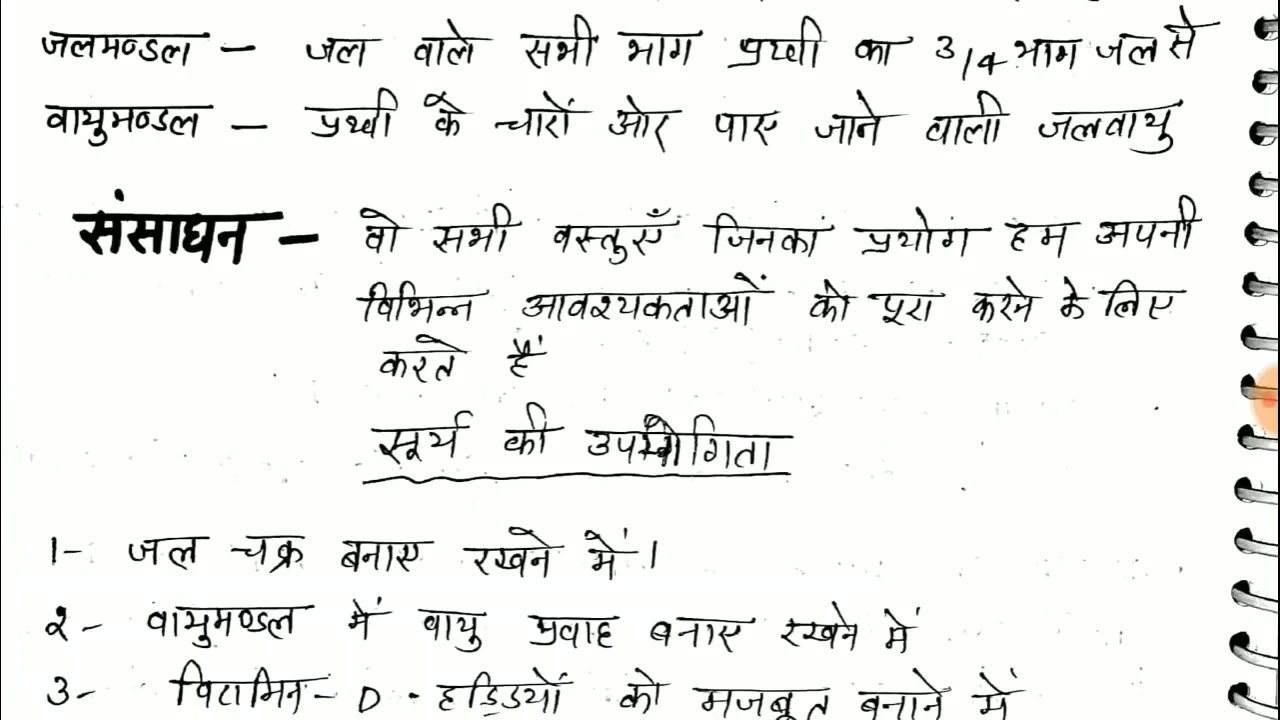 जलमण्डल - जल वाले सभी भाग प्रथ्वी का 3/4 भाग जल से
वायुमण्डल - प्रथ्वी के चारों ओर पाए जाने वाली जलवायु
संसाधन - वो सभी वस्तुएँ जिनका प्रयोग हम अपनी
विभिन्न आवश्यकताओं को पूरा करने के लिए
करते हैं
सूर्य की उपयोगिता
1- जल चक्र बनाए रखने में।
2- वायुमण्डल में वायु प्रवाह बनाए रखने में
3- विटामिन - D - हड्डियों को मजबूत बनाने में